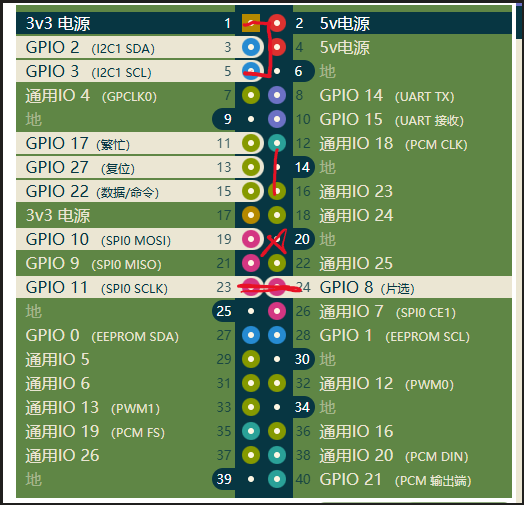 3v3 电源 1 2 5v电源
GPIO 2 (I2C1 SDA) 3 4 5v电源
GPIO 3 (I2C1 SCL) 5 6 地
通用IO 4 (GPCLK0) 7 8 GPIO 14 (UART TX)
地 9 10 GPIO 15 (UART 接收)
GPIO 17 (繁忙) 11 12 通用IO 18 (PCM CLK)
GPIO 27 (复位) 13 14 地
GPIO 22 (数据/命令) 15 16 通用IO 23
3v3 电源 17 18 通用IO 24
GPIO 10 (SPI0 MOSI) 19 20 地
GPIO 9 (SPI0 MISO) 21 22 通用IO 25
GPIO 11 (SPI0 SCLK) 23 24 GPIO 8 (片选)
地 25 26 通用IO 7 (SPI0 CE1)
GPIO 0 (EEPROM SDA) 27 28 GPIO 1 (EEPROM SCL)
通用IO 5 29 30 地
通用IO 6 31 32 通用IO 12 (PWM0)
通用IO 13 (PWM1) 33 34 地
通用IO 19 (PCM FS) 35 36 通用IO 16
通用IO 26 37 38 通用IO 20 (PCM DIN)
地 39 40 GPIO 21 (PCM 输出端)